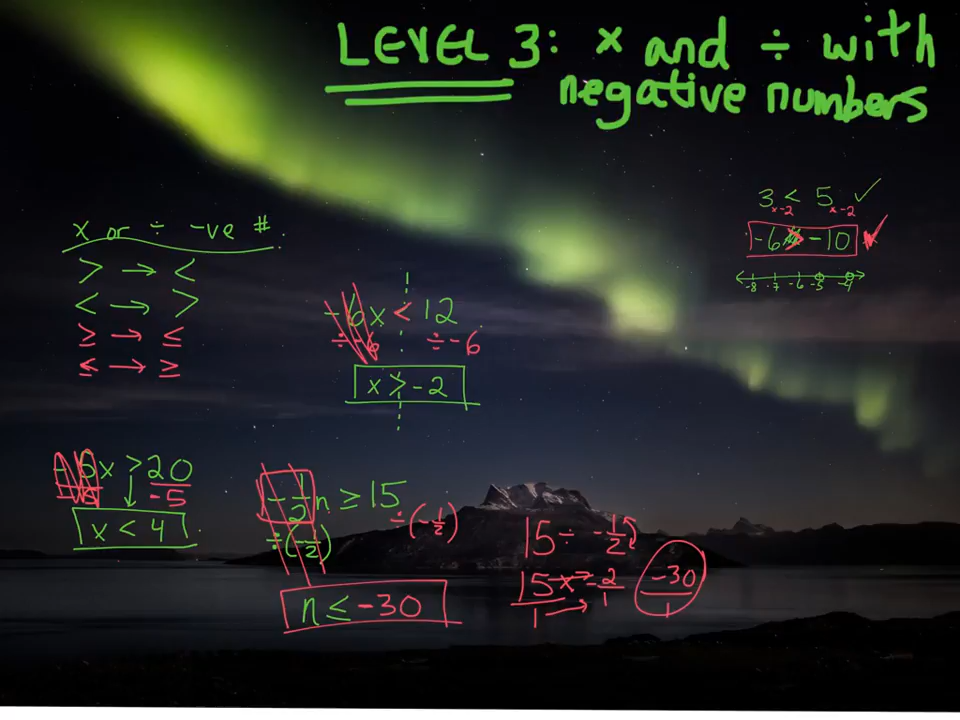 LEVEL 3: x and ÷ with
negative numbers
3 < 5 ✓
x-2 x-2
-6 > -10
-8 -7 -6 -5 -4
x or ÷ -ve #.
> → <
< → >
≥ → ≤
≤ → ≥
-6x < 12
÷-6 ÷-6
x > -2
-5x > 20
-5 -5
x < 4
-1/2 n ≥ 15
÷(-1/2) ÷(-1/2)
n ≤ -30
15 ÷ -1/2
15/1 x -2/1
-30/1